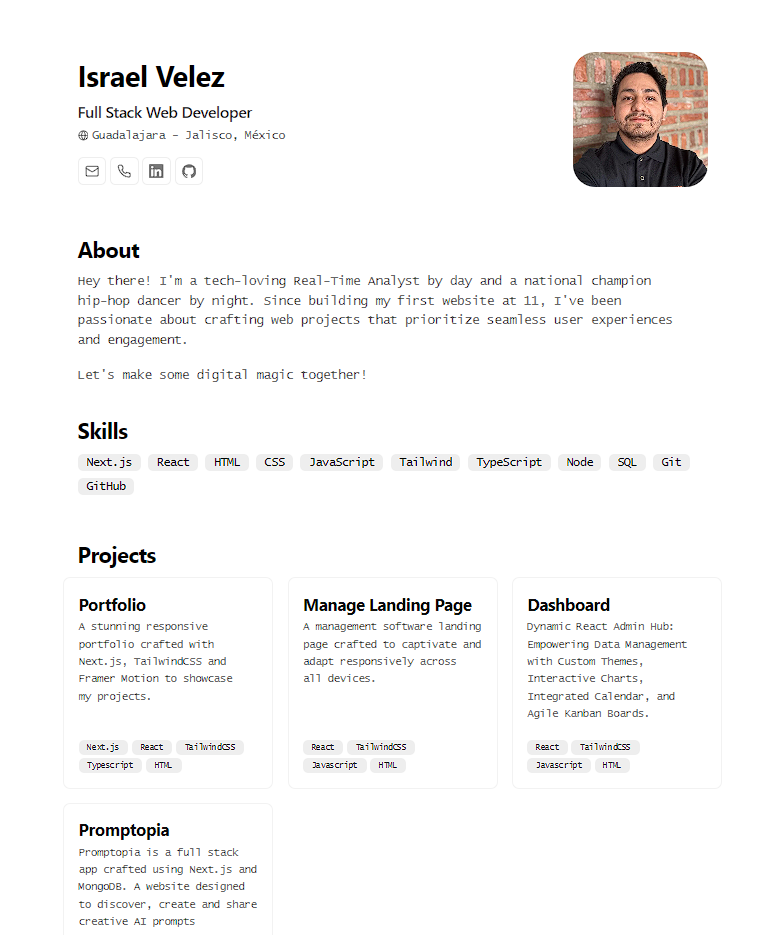 Israel Velez
Full Stack Web Developer
Guadalajara - Jalisco, México
About
Hey there! I'm a tech-loving Real-Time Analyst by day and a national champion
hip-hop dancer by night. Since building my first website at 11, I've been
passionate about crafting web projects that prioritize seamless user experiences
and engagement.
Let's make some digital magic together!
Skills
Next.js React HTML CSS JavaScript Tailwind TypeScript Node SQL Git
GitHub
Projects
Portfolio
A stunning responsive
portfolio crafted with
Next.js, TailwindCSS and
Framer Motion to showcase
my projects.
Next.js React TailwindCSS
Typescript HTML
Manage Landing Page
A management software landing
page crafted to captivate and
adapt responsively across
all devices.
React TailwindCSS
Javascript HTML
Dashboard
Dynamic React Admin Hub:
Empowering Data Management
with Custom Themes,
Interactive Charts,
Integrated Calendar, and
Agile Kanban Boards.
React TailwindCSS
Javascript HTML
Promptopia
Promptopia is a full stack
app crafted using Next.js and
MongoDB. A website designed
to discover, create and share
creative AI prompts